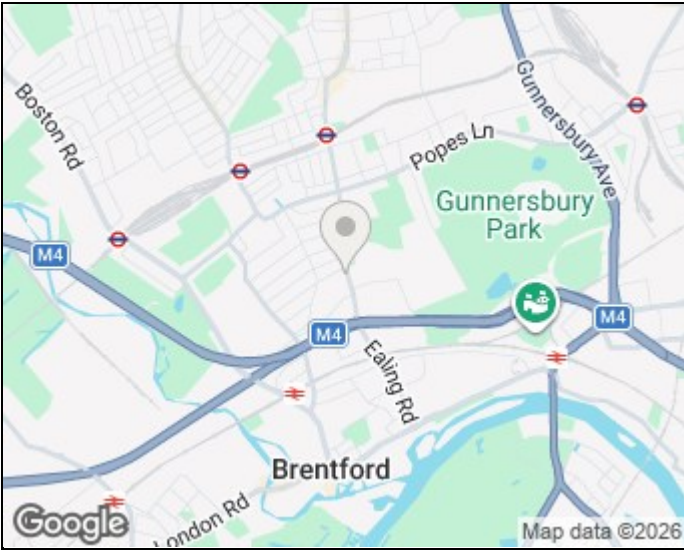 Boston Rd
Popes Ln
Gunnersbury Ave
Gunnersbury
Park
M4
M4
M4
Ealing Rd
Brentford
London Rd
Google
Map data ©2026